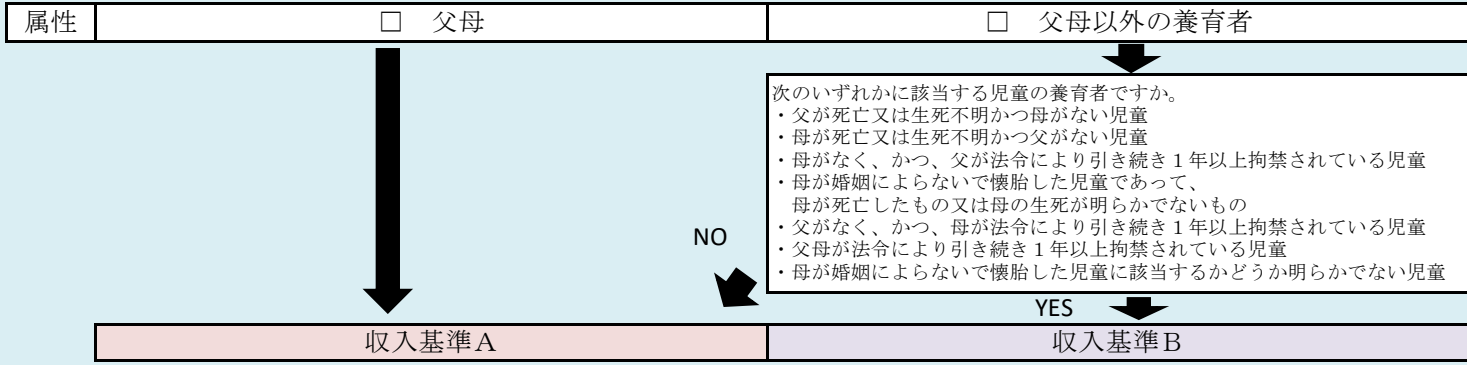 属性 □ 父母 □ 父母以外の養育者
次のいずれかに該当する児童の養育者ですか。
・父が死亡又は生死不明かつ母がない児童
・母が死亡又は生死不明かつ父がない児童
・母がなく、かつ、父が法令により引き続き1年以上拘禁されている児童
・母が婚姻によらないで懐胎した児童であって、
母が死亡したもの又は母の生死が明らかでないもの
・父がなく、かつ、母が法令により引き続き1年以上拘禁されている児童
・父母が法令により引き続き1年以上拘禁されている児童
・母が婚姻によらないで懐胎した児童に該当するかどうか明らかでない児童
NO
YES
収入基準A 収入基準B